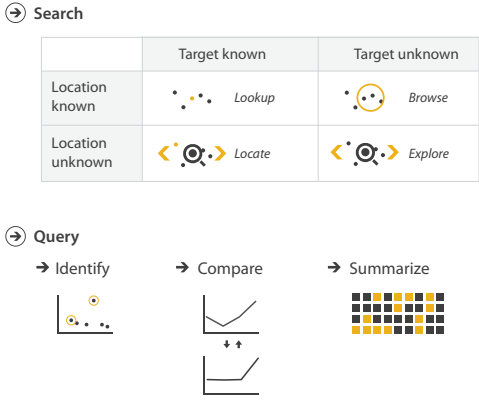 Search
Target known
Target unknown
Location
known
Lookup
Browse
Location
unknown
Locate
Explore
Query
Identify
Compare
Summarize